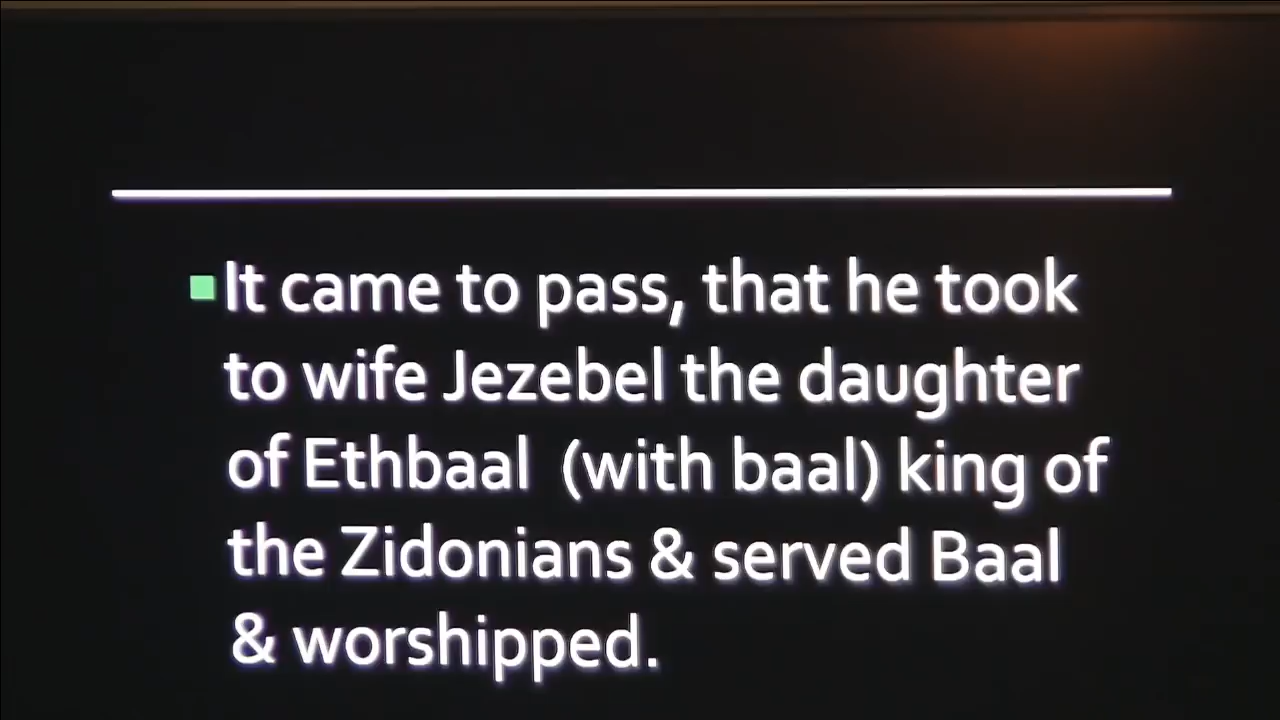 It came to pass, that he took
to wife Jezebel the daughter
of Ethbaal (with baal) king of
the Zidonians & served Baal
& worshipped.